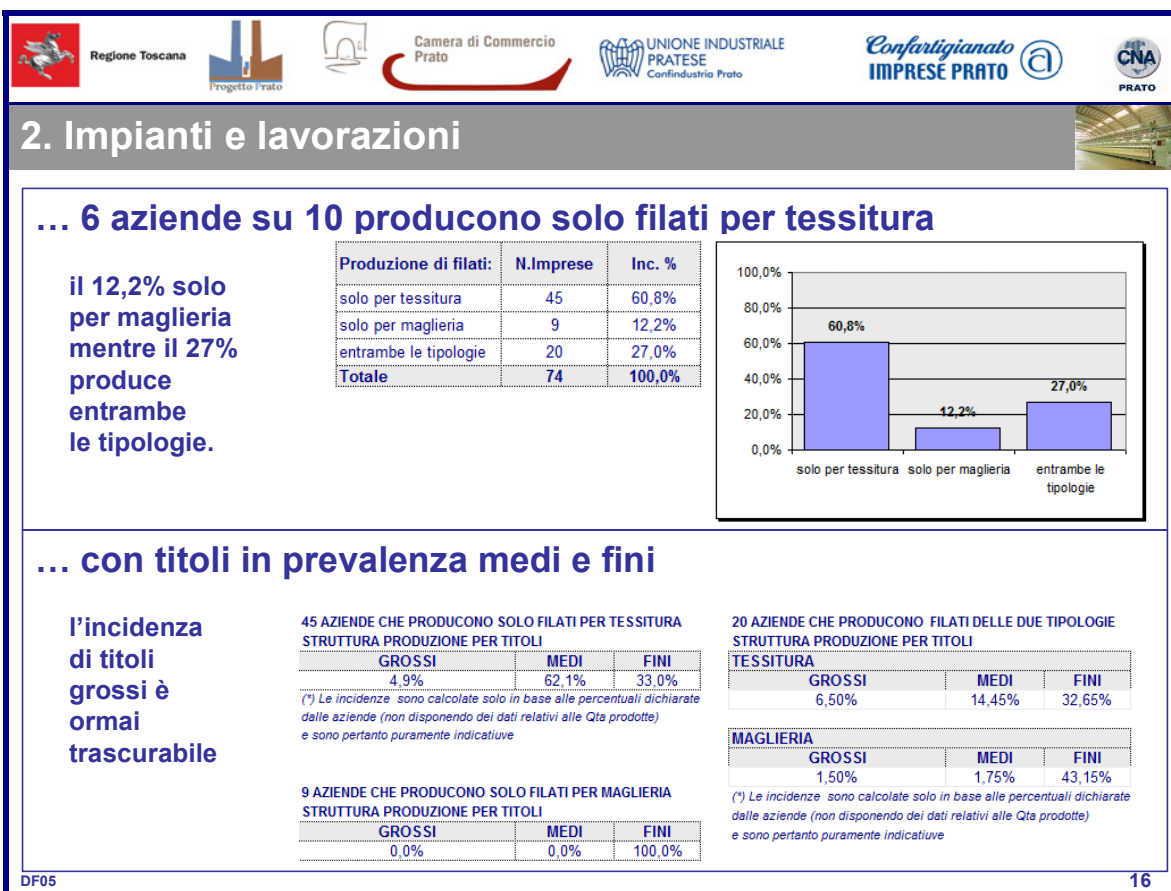 Regione Toscana
Progetto Prato
Camera di Commercio
Prato
UNIONE INDUSTRIALE
PRATESE
Confindustria Prato
Confartigianato
IMPRESE PRATO
CNA
PRATO
2. Impianti e lavorazioni
… 6 aziende su 10 producono solo filati per tessitura
il 12,2% solo
per maglieria
mentre il 27%
produce
entrambe
le tipologie.
Produzione di filati: N.Imprese Inc. %
solo per tessitura 45 60,8%
solo per maglieria 9 12,2%
entrambe le tipologie 20 27,0%
Totale 74 100,0%
100,0%
80,0%
60,0%
40,0%
20,0%
0,0%
60,8%
12,2%
27,0%
solo per tessitura solo per maglieria entrambe le
tipologie
… con titoli in prevalenza medi e fini
l'incidenza
di titoli
grossi è
ormai
trascurabile
45 AZIENDE CHE PRODUCONO SOLO FILATI PER TESSITURA
STRUTTURA PRODUZIONE PER TITOLI
GROSSI MEDI FINI
4,9% 62,1% 33,0%
(*) Le incidenze sono calcolate solo in base alle percentuali dichiarate
dalle aziende (non disponendo dei dati relativi alle Qta prodotte)
e sono pertanto puramente indicatiuve
9 AZIENDE CHE PRODUCONO SOLO FILATI PER MAGLIERIA
STRUTTURA PRODUZIONE PER TITOLI
GROSSI MEDI FINI
0,0% 0,0% 100,0%
20 AZIENDE CHE PRODUCONO FILATI DELLE DUE TIPOLOGIE
STRUTTURA PRODUZIONE PER TITOLI
TESSITURA
GROSSI MEDI FINI
6,50% 14,45% 32,65%
MAGLIERIA
GROSSI MEDI FINI
1,50% 1,75% 43,15%
(*) Le incidenze sono calcolate solo in base alle percentuali dichiarate
dalle aziende (non disponendo dei dati relativi alle Qta prodotte)
e sono pertanto puramente indicatiuve
DF05
16